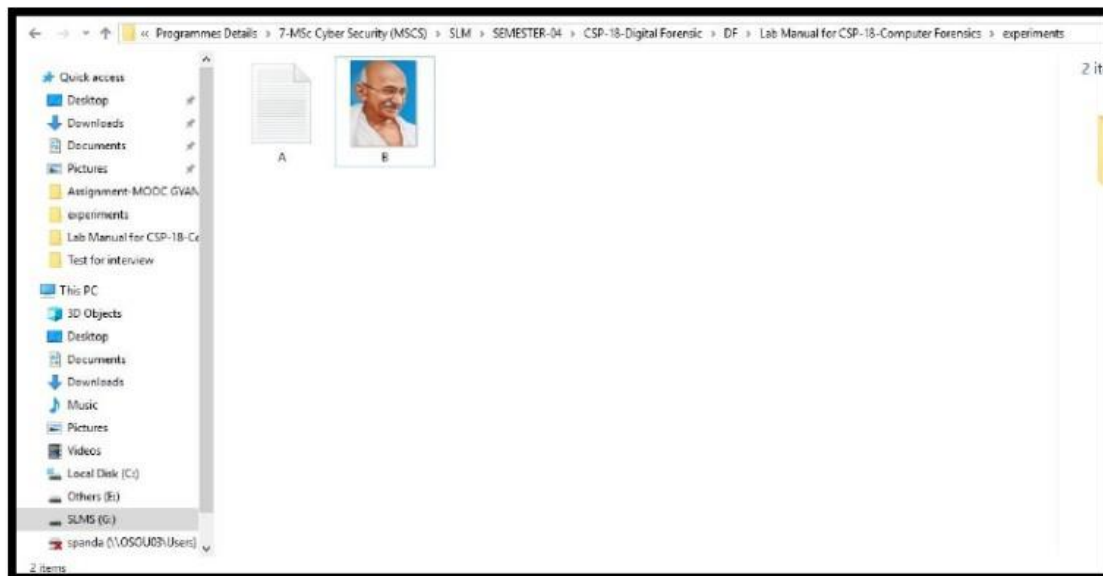 « Programmes Details > 7-MSc Cyber Security (MSCS) > SLM > SEMESTER-04 > CSP-18-Digital Forensic > DF > Lab Manual for CSP-18-Computer Forensics > experiments
2 it
Quick access
Desktop
Downloads
Documents
Pictures
Assignment-MOOC GYAN
experiments
Lab Manual for CSP-18-Co
Test for interview
This PC
3D Objects
Desktop
Documents
Downloads
Music
Pictures
Videos
Local Disk (C:)
Others (E:)
SLMS (G:)
spanda (\\OSOU03\Users)
A
B
2 items